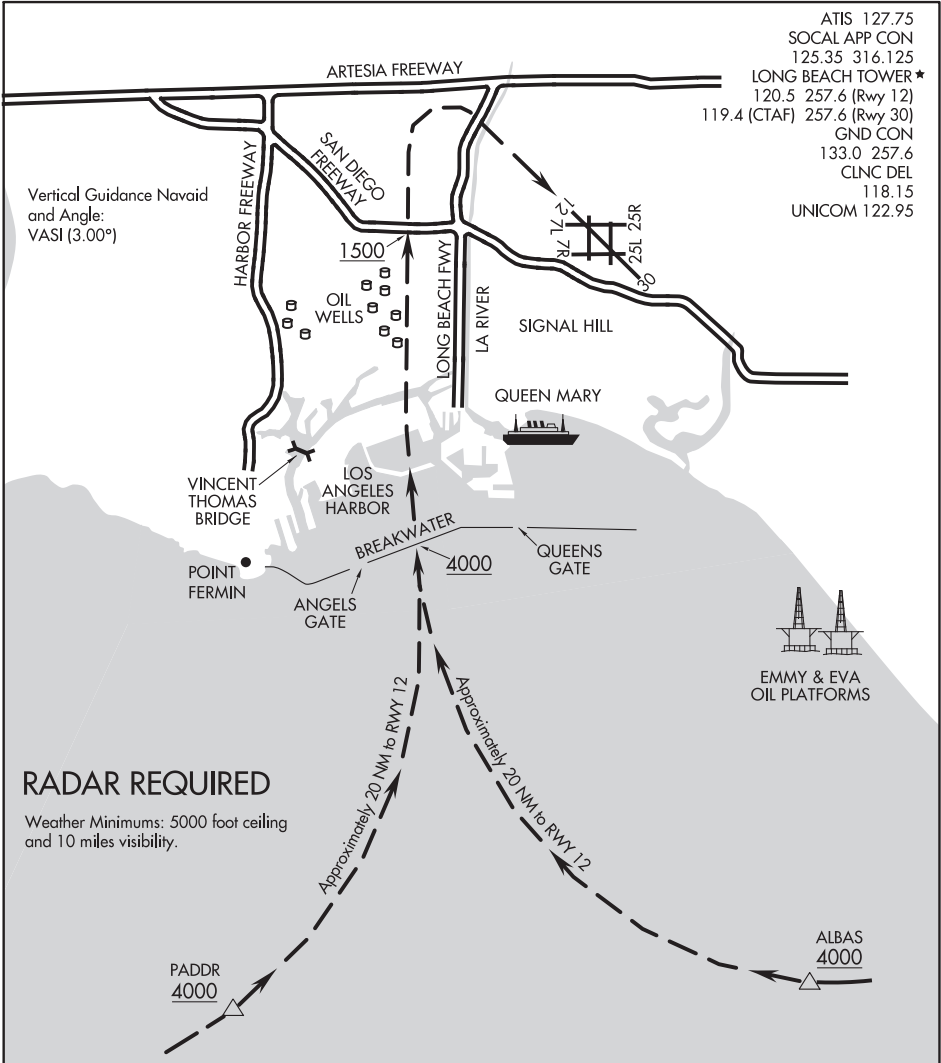 ATIS 127.75
SOCAL APP CON
125.35 316.125
LONG BEACH TOWER★
120.5 257.6 (Rwy 12)
119.4 (CTAF) 257.6 (Rwy 30)
GND CON
133.0 257.6
CLNC DEL
118.15
UNICOM 122.95
ARTESIA FREEWAY
SAN DIEGO
FREEWAY
HARBOR FREEWAY
Vertical Guidance Navaid
and Angle:
VASI (3.00°)
12
7L
25R
7R
25L
30
1500
OIL
WELLS
LONG BEACH FWY
LA RIVER
SIGNAL HILL
QUEEN MARY
VINCENT
THOMAS
BRIDGE
LOS
ANGELES
HARBOR
BREAKWATER
4000
QUEENS
GATE
POINT
FERMIN
ANGELS
GATE
EMMY & EVA
OIL PLATFORMS
Approximately 20 NM to RWY 12
Approximately 20 NM to RWY 12
RADAR REQUIRED
Weather Minimums: 5000 foot ceiling
and 10 miles visibility.
PADDR
4000
ALBAS
4000